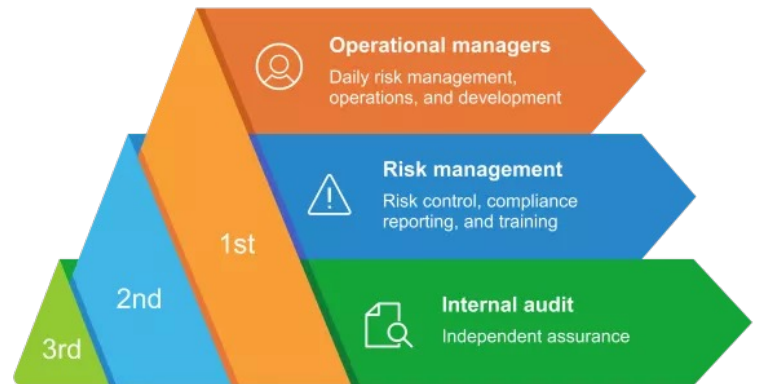 Operational managers
Daily risk management,
operations, and development
Risk management
Risk control, compliance
reporting, and training
1st
2nd
Internal audit
Independent assurance
3rd